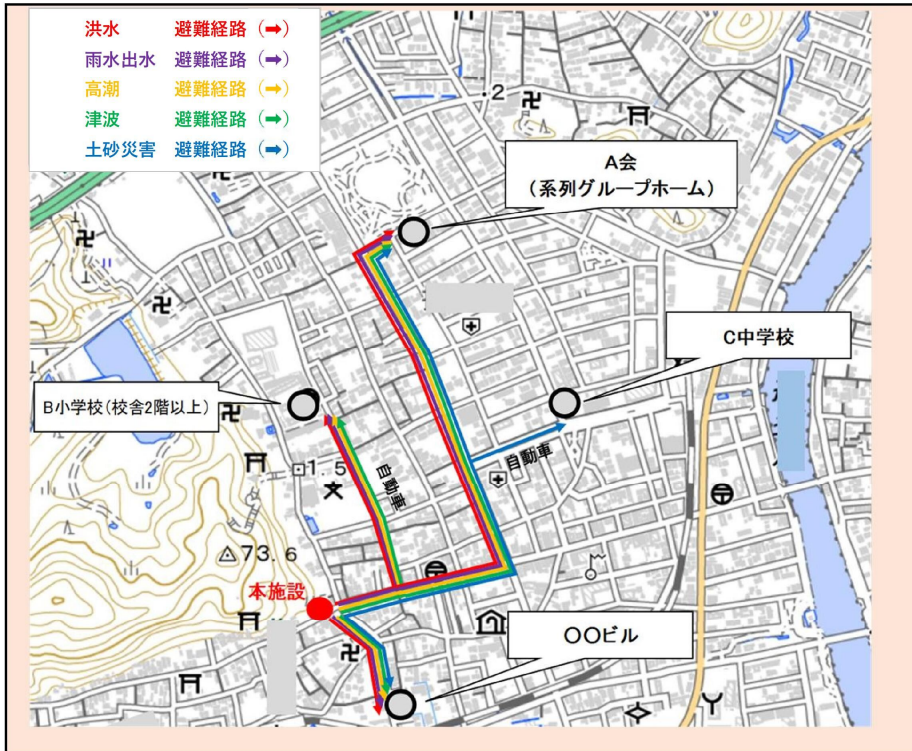 洪水 避難経路 (➡)
雨水出水 避難経路 (➡)
高潮 避難経路 (➡)
津波 避難経路 (➡)
土砂災害 避難経路 (➡)
.2
A会
(系列グループホーム)
C中学校
B小学校(校舎2階以上)
1.5
自動車
自動車
73.6
本施設
〇〇ビル